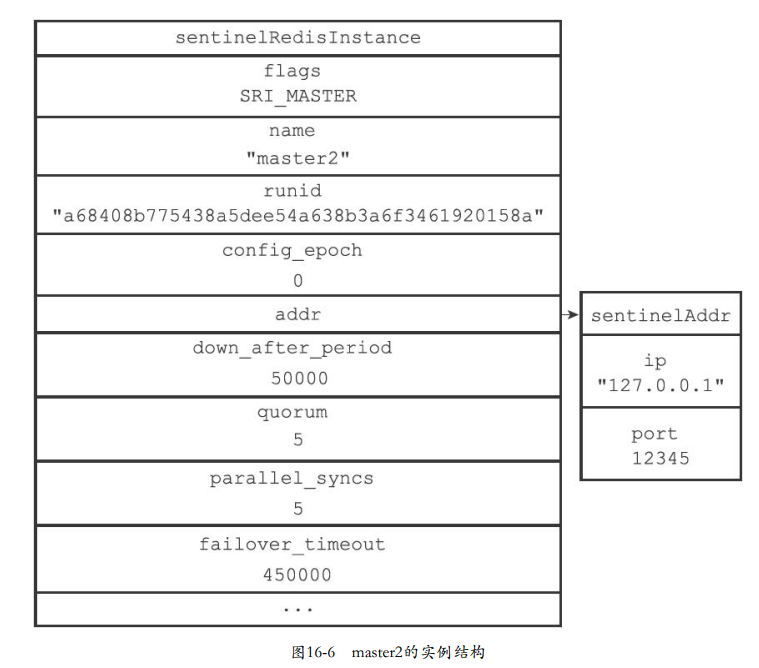 sentinelRedisInstance
flags
SRI_MASTER
name
"master2"
runid
"a68408b775438a5dee54a638b3a6f3461920158a"
config_epoch
0
addr
down_after_period
50000
quorum
5
parallel_syncs
5
failover_timeout
450000
...
sentinelAddr
ip
"127.0.0.1"
port
12345
图16-6 master2的实例结构